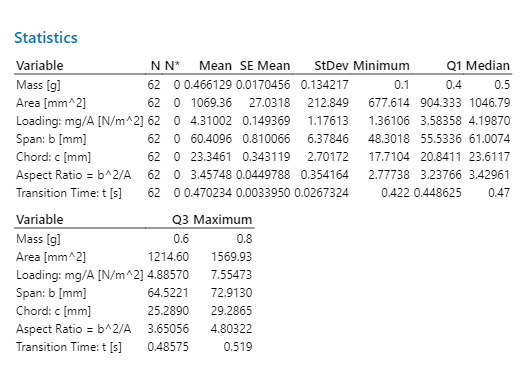 Statistics
Variable N N* Mean SE Mean StDev Minimum Q1 Median
Mass [g] 62 0 0.466129 0.0170456 0.134217 0.1 0.4 0.5
Area [mm^2] 62 0 1069.36 27.0318 212.849 677.614 904.333 1046.79
Loading: mg/A [N/m^2] 62 0 4.31002 0.149369 1.17613 1.36106 3.58358 4.19870
Span: b [mm] 62 0 60.4096 0.810066 6.37846 48.3018 55.5336 61.0074
Chord: c [mm] 62 0 23.3461 0.343119 2.70172 17.7104 20.8411 23.6117
Aspect Ratio = b^2/A 62 0 3.45748 0.0449788 0.354164 2.77738 3.23766 3.42961
Transition Time: t [s] 62 0 0.470234 0.0033950 0.0267324 0.422 0.448625 0.47
Variable Q3 Maximum
Mass [g] 0.6 0.8
Area [mm^2] 1214.60 1569.93
Loading: mg/A [N/m^2] 4.88570 7.55473
Span: b [mm] 64.5221 72.9130
Chord: c [mm] 25.2890 29.2865
Aspect Ratio = b^2/A 3.65056 4.80322
Transition Time: t [s] 0.48575 0.519